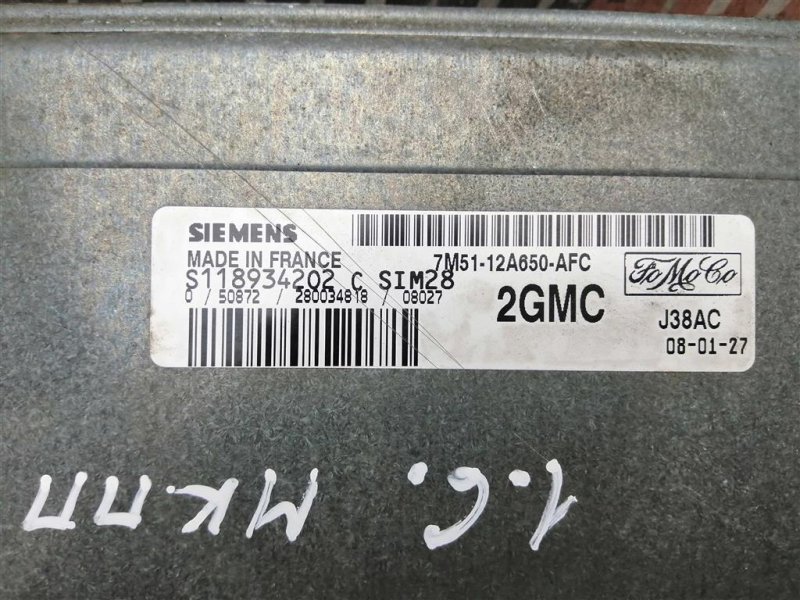 SIEMENS
MADE IN FRANCE
7M51-12A650-AFC
FoMoCo
S118934202 C SIM28
0 / 50872 / 280034818 / 08027
2GMC
J38AC
08-01-27
1.6.
МКПП